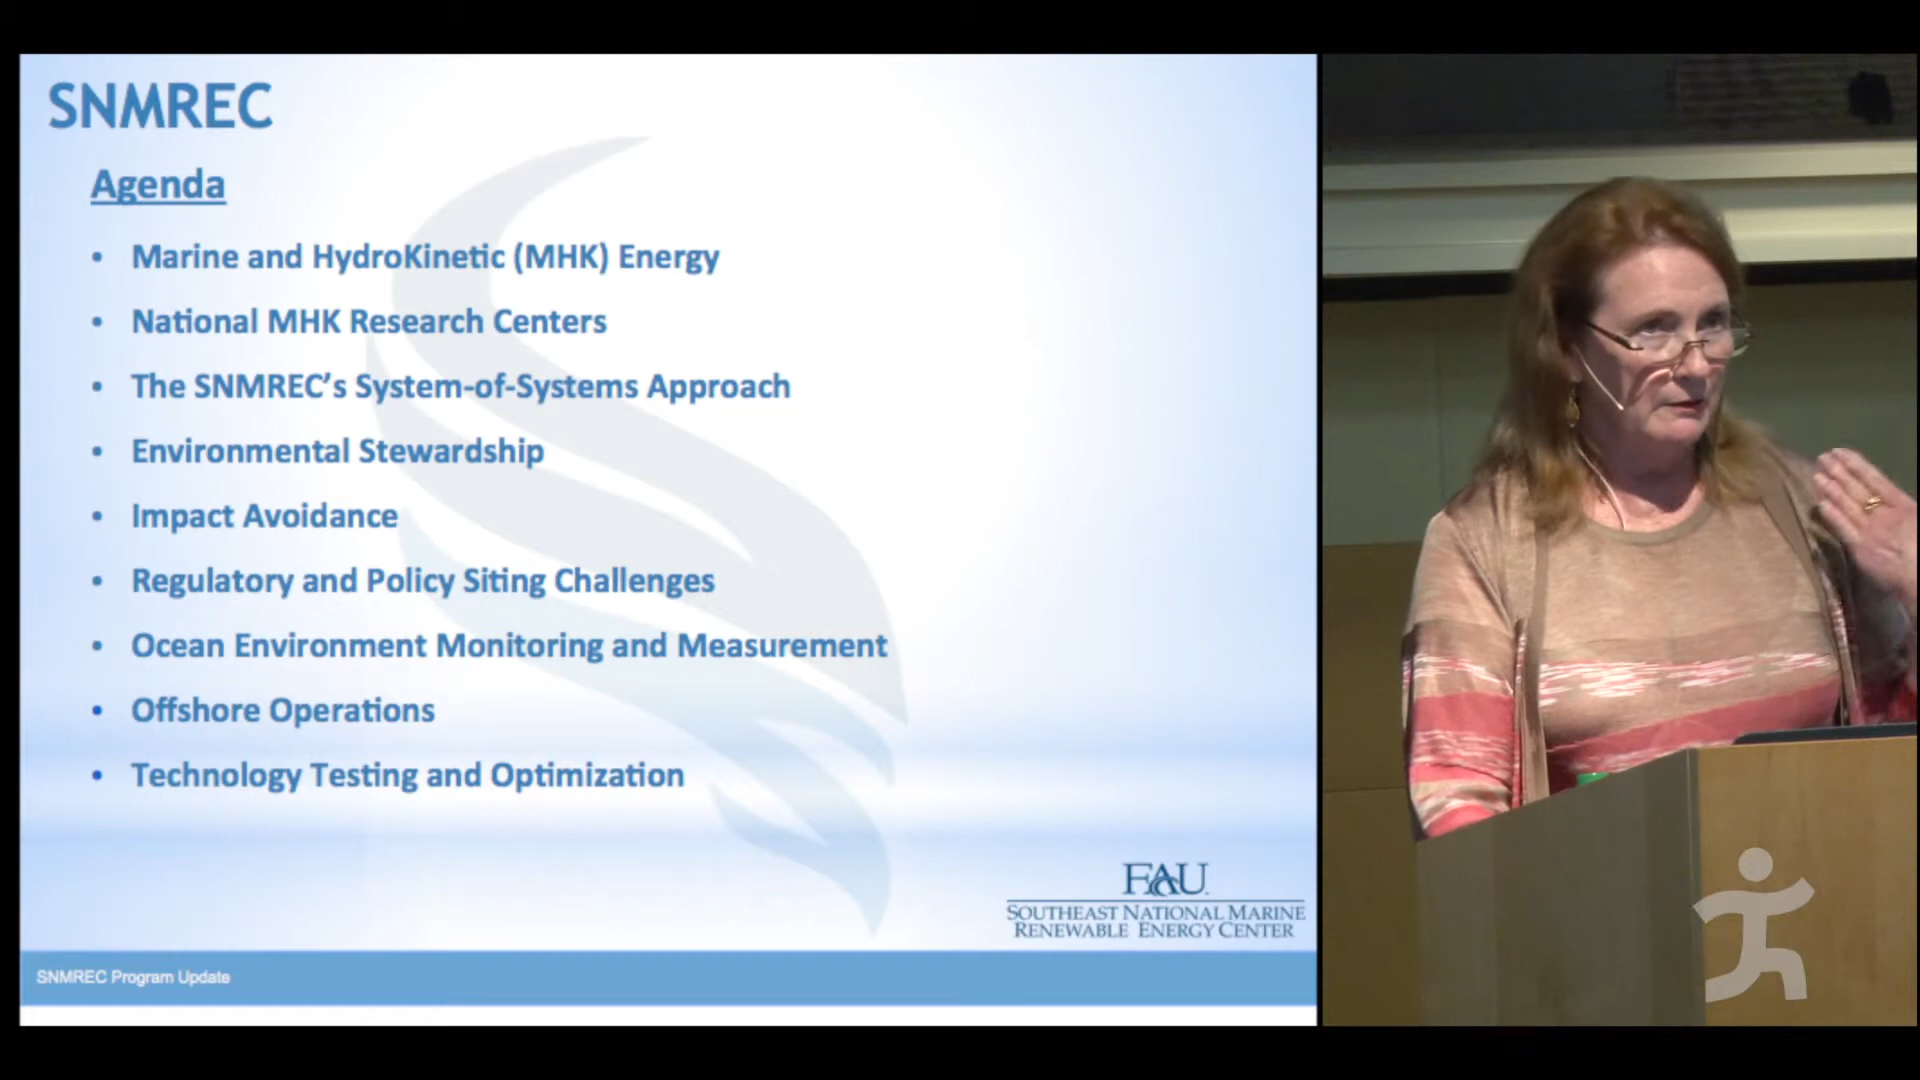 SNMREC
Agenda
• Marine and HydroKinetic (MHK) Energy
• National MHK Research Centers
• The SNMREC's System-of-Systems Approach
• Environmental Stewardship
• Impact Avoidance
• Regulatory and Policy Siting Challenges
• Ocean Environment Monitoring and Measurement
• Offshore Operations
• Technology Testing and Optimization
FAU
SOUTHEAST NATIONAL MARINE
RENEWABLE ENERGY CENTER
SNMREC Program Update